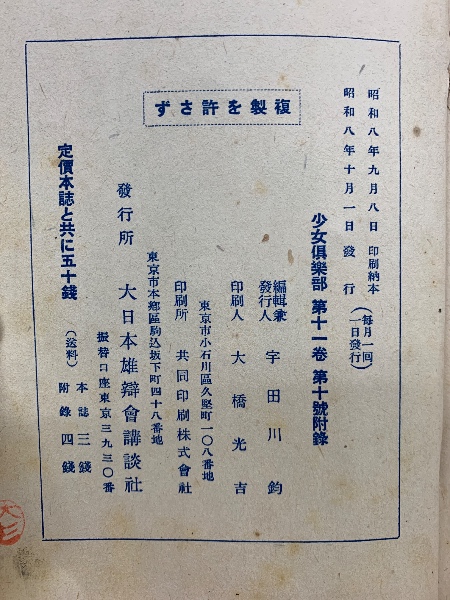 複製を許さず
昭和八年九月八日 印刷納本
昭和八年十月一日 發行
(毎月一回一日發行)
少女倶樂部 第十一卷 第十號附錄
編輯兼發行人 宇田川鈞
印刷人 大橋光吉
東京市小石川區久堅町一〇八番地
印刷所 共同印刷株式會社
東京市本鄕區駒込坂下町四十八番地
發行所 大日本雄辯會講談社
振替口座東京三九三〇番
定價本誌と共に五十錢
(送料)
本誌三錢
附錄四錢